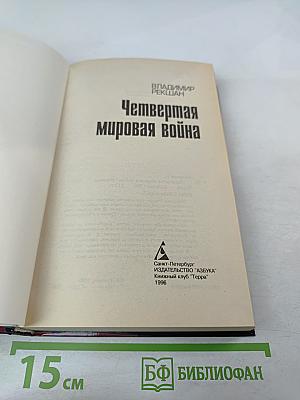 ВЛАДИМИР
РЕКШАН
Четвертая
мировая война
Санкт-Петербург
ИЗДАТЕЛЬСТВО "АЗБУКА"
Книжный клуб "Терра"
1996
15 см
БФ БИБЛИОФАН